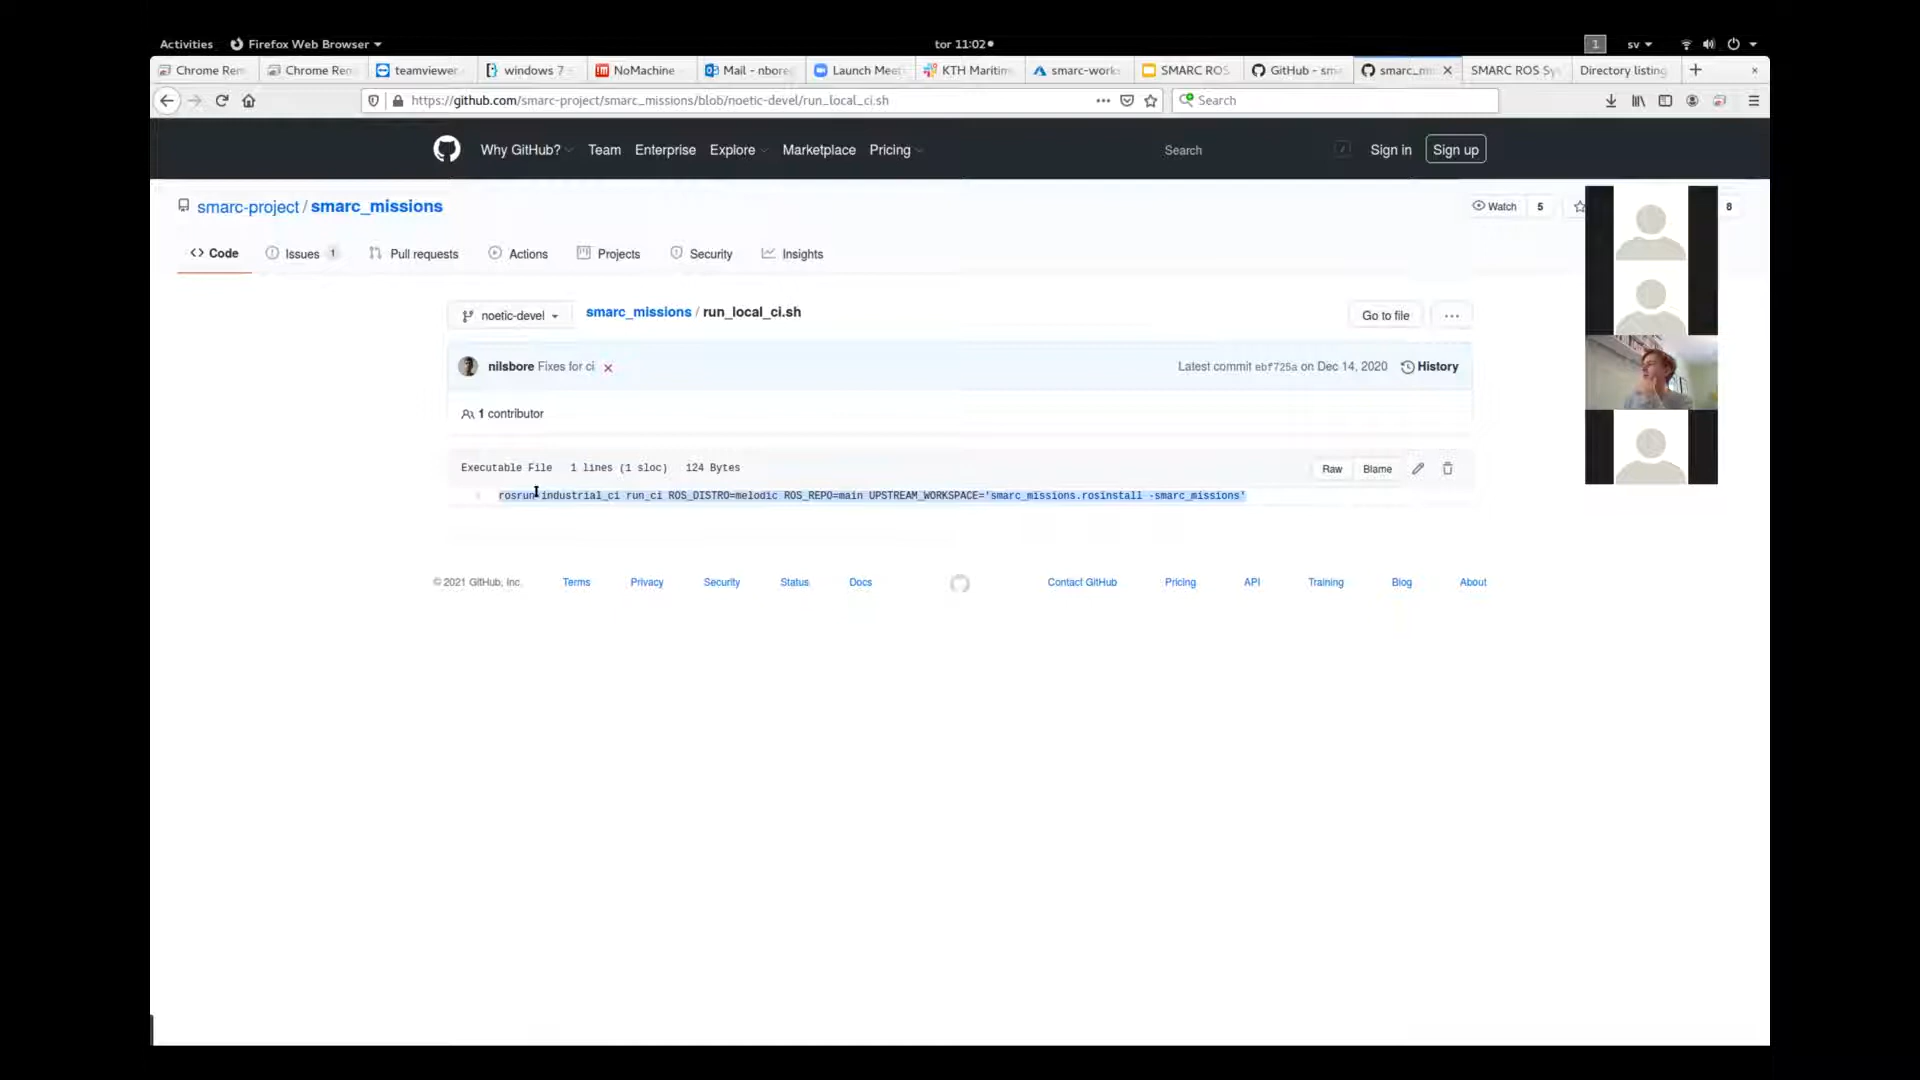 Activities Firefox Web Browser tor 11:02 1 sv
Chrome Rem Chrome Rem teamviewer windows 7 NoMachine Mail - nbore Launch Meet KTH Maritim smarc-works SMARC ROS GitHub - sma smarc_mi SMARC ROS Sy Directory listing
https://github.com/smarc-project/smarc_missions/blob/noetic-devel/run_local_ci.sh Search
Why GitHub? Team Enterprise Explore Marketplace Pricing Search / Sign in Sign up
smarc-project / smarc_missions Watch 5 8
Code Issues 1 Pull requests Actions Projects Security Insights
noetic-devel smarc_missions / run_local_ci.sh Go to file ...
nilsbore Fixes for ci Latest commit ebf725a on Dec 14, 2020 History
1 contributor
Executable File 1 lines (1 sloc) 124 Bytes Raw Blame
rosrun industrial_ci run_ci ROS_DISTRO=melodic ROS_REPO=main UPSTREAM_WORKSPACE='smarc_missions.rosinstall -smarc_missions'
© 2021 GitHub, Inc. Terms Privacy Security Status Docs Contact GitHub Pricing API Training Blog About